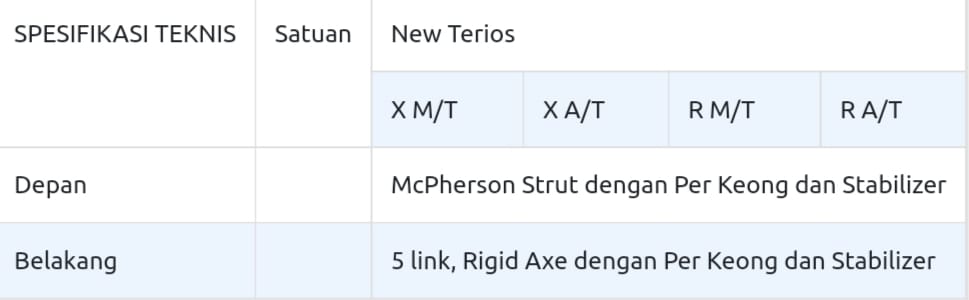 SPESIFIKASI TEKNIS Satuan New Terios
X M/T X A/T R M/T R A/T
Depan McPherson Strut dengan Per Keong dan Stabilizer
Belakang 5 link, Rigid Axe dengan Per Keong dan Stabilizer